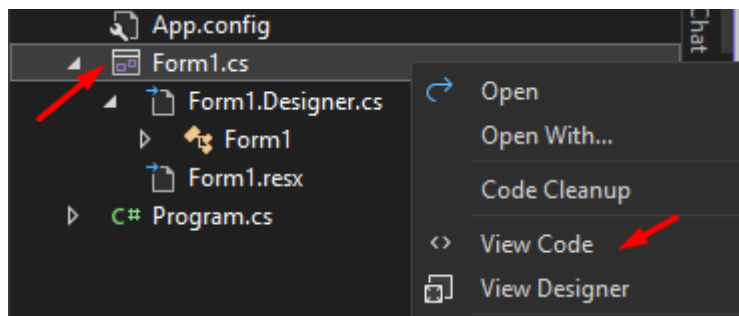 App.config
Form1.cs
Form1.Designer.cs
Form1
Form1.resx
C# Program.cs
Open
Open With...
Code Cleanup
View Code
View Designer
Chat